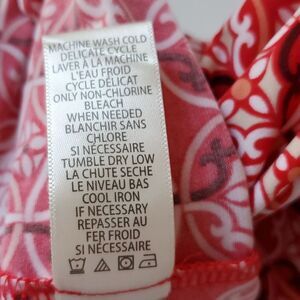 MACHINE WASH COLD
DELICATE CYCLE
LAVER À LA MACHINE
L'EAU FROID
CYCLE DÉLICAT
ONLY NON-CHLORINE
BLEACH
WHEN NEEDED
BLANCHIR SANS
CHLORE
SI NÉCESSAIRE
TUMBLE DRY LOW
LA CHUTE SECHE
LE NIVEAU BAS
COOL IRON
IF NECESSARY
REPASSER AU
FER FROID
SI NÉCESSAIRE